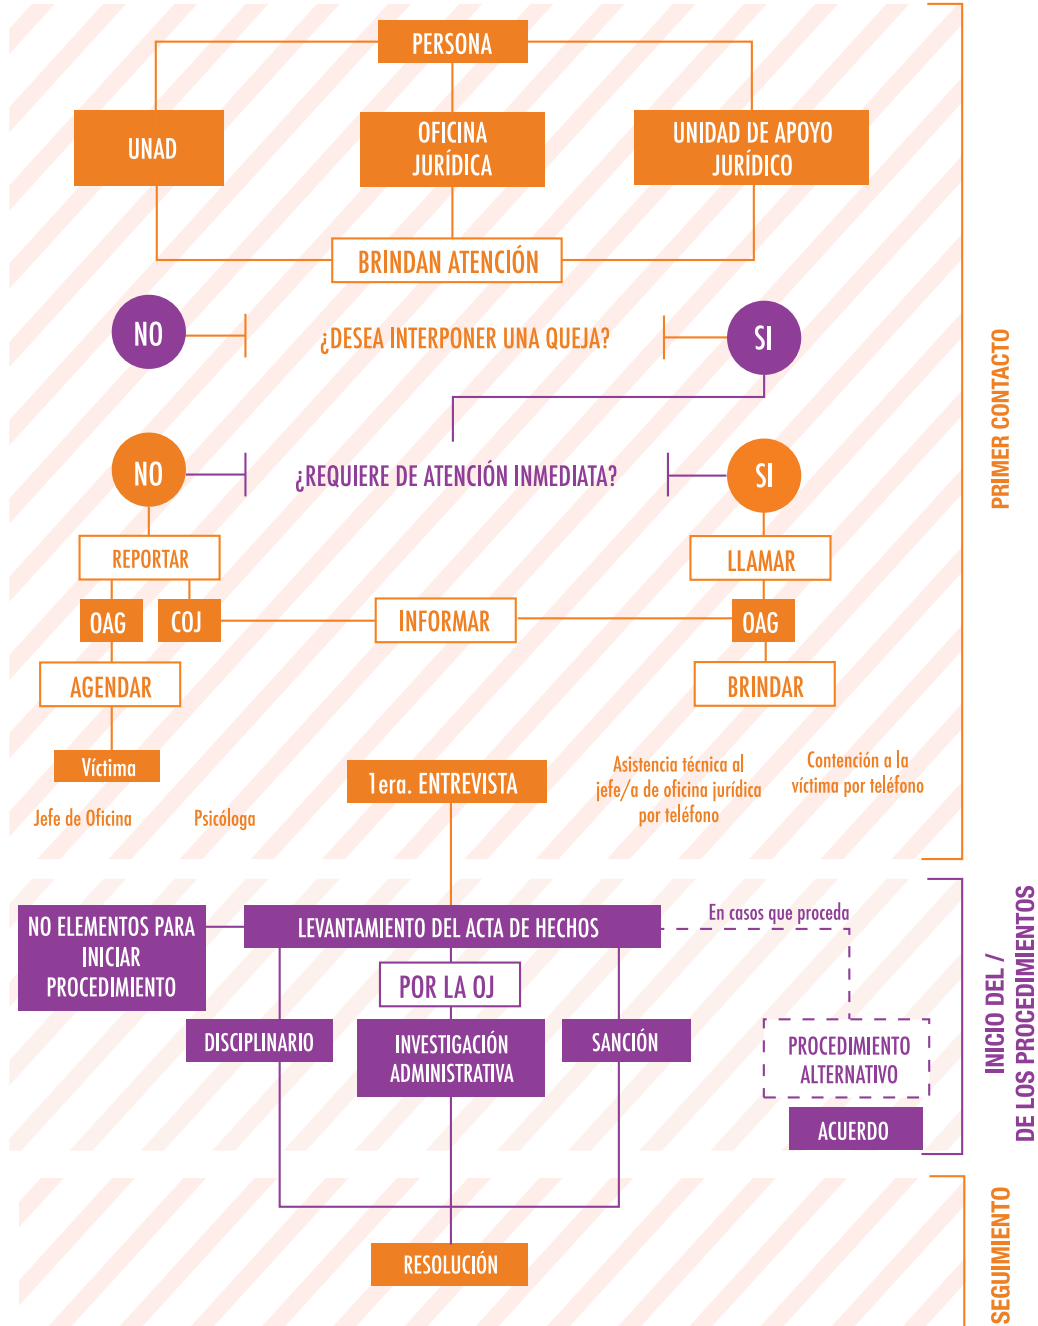 PERSONA
UNAD
OFICINA
JURÍDICA
UNIDAD DE APOYO
JURÍDICO
BRINDAN ATENCIÓN
NO
¿DESEA INTERPONER UNA QUEJA?
SI
NO
¿REQUIERE DE ATENCIÓN INMEDIATA?
SI
REPORTAR
LLAMAR
OAG
COJ
INFORMAR
OAG
AGENDAR
BRINDAR
Víctima
Jefe de Oficina
Psicóloga
1era. ENTREVISTA
Asistencia técnica al
jefe/a de oficina jurídica
por teléfono
Contención a la
víctima por teléfono
PRIMER CONTACTO
NO ELEMENTOS PARA
INICIAR
PROCEDIMIENTO
LEVANTAMIENTO DEL ACTA DE HECHOS
En casos que proceda
POR LA OJ
DISCIPLINARIO
INVESTIGACIÓN
ADMINISTRATIVA
SANCIÓN
PROCEDIMIENTO
ALTERNATIVO
ACUERDO
INICIO DEL /
DE LOS PROCEDIMIENTOS
RESOLUCIÓN
SEGUIMIENTO